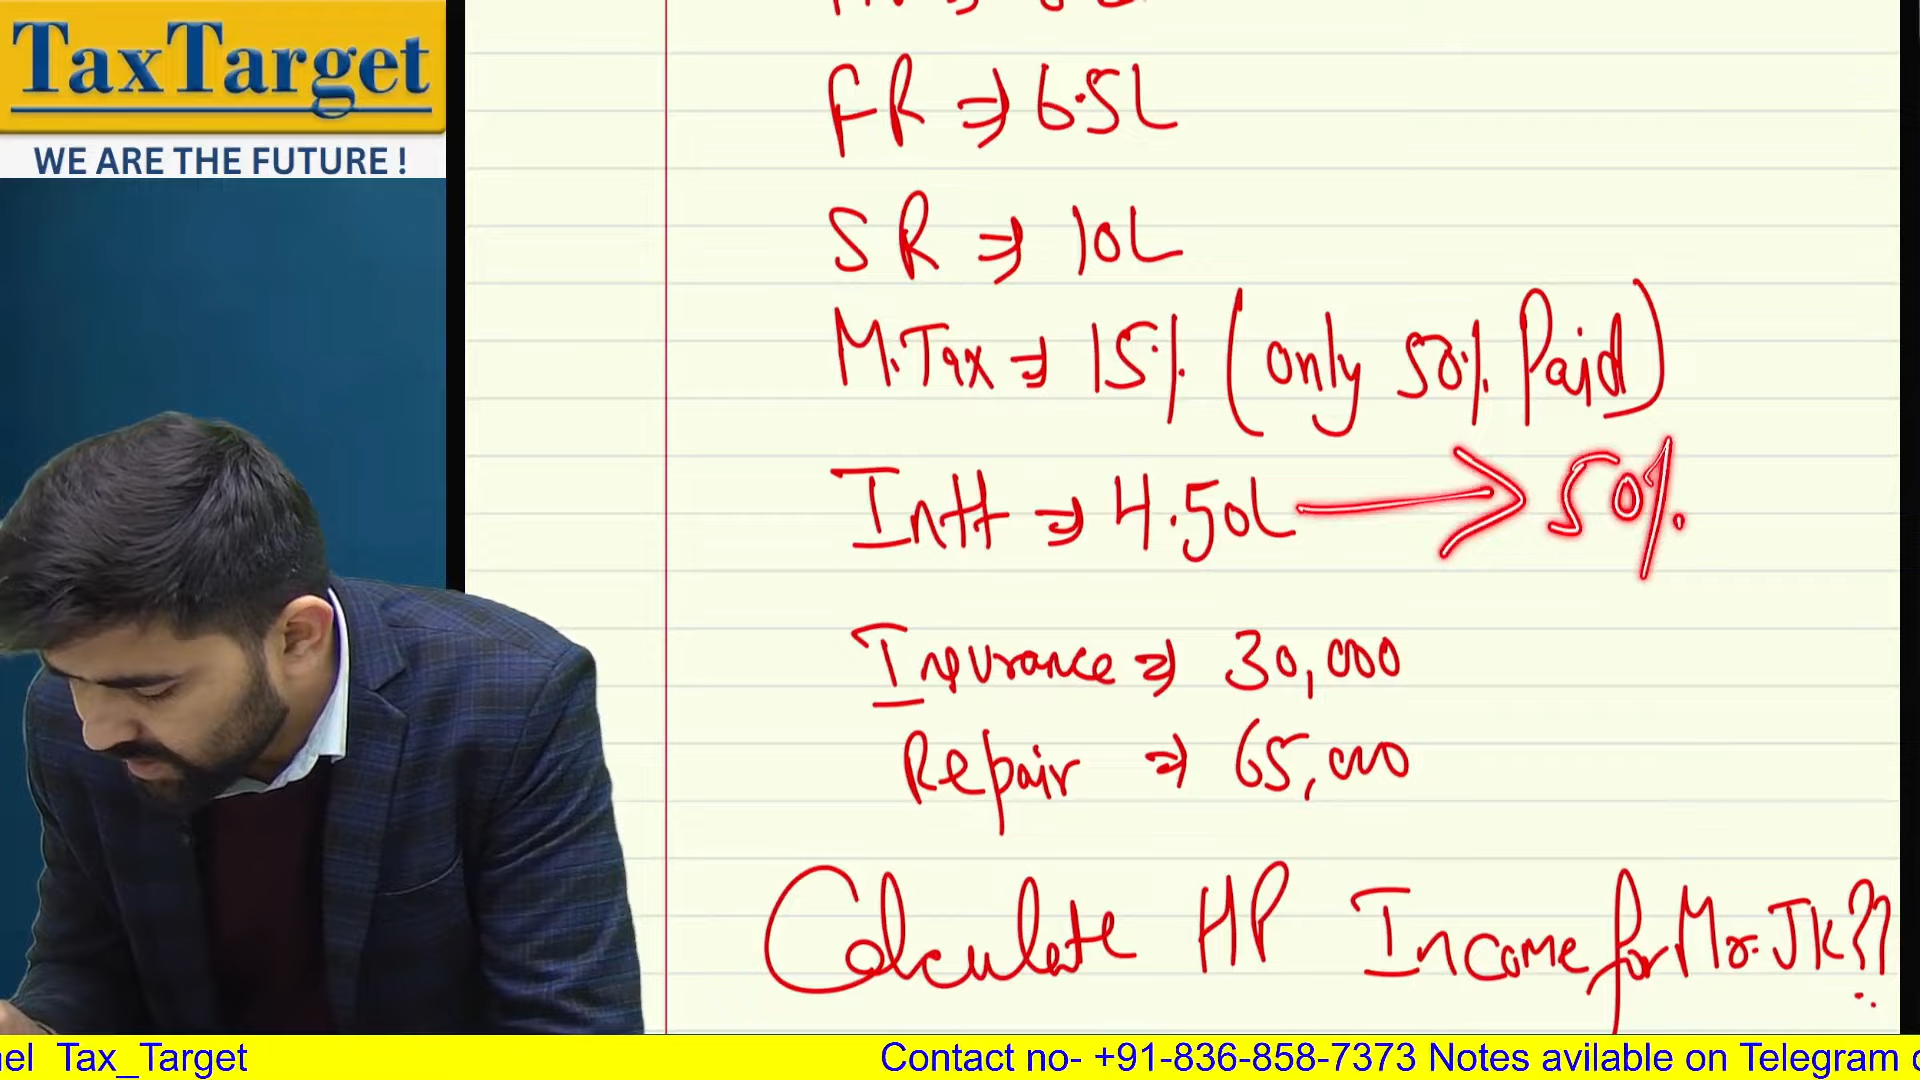 TaxTarget
WE ARE THE FUTURE !
FR ⇒ 6.5L
SR ⇒ 10L
M.Tax ⇒ 15% (only 50% Paid)
Intt ⇒ 4.50L → 50%
Insurance ⇒ 30,000
Repair ⇒ 65,000
Calculate HP Income for Mr. JK??
nel Tax_Target
Contact no- +91-836-858-7373 Notes avilable on Telegram c